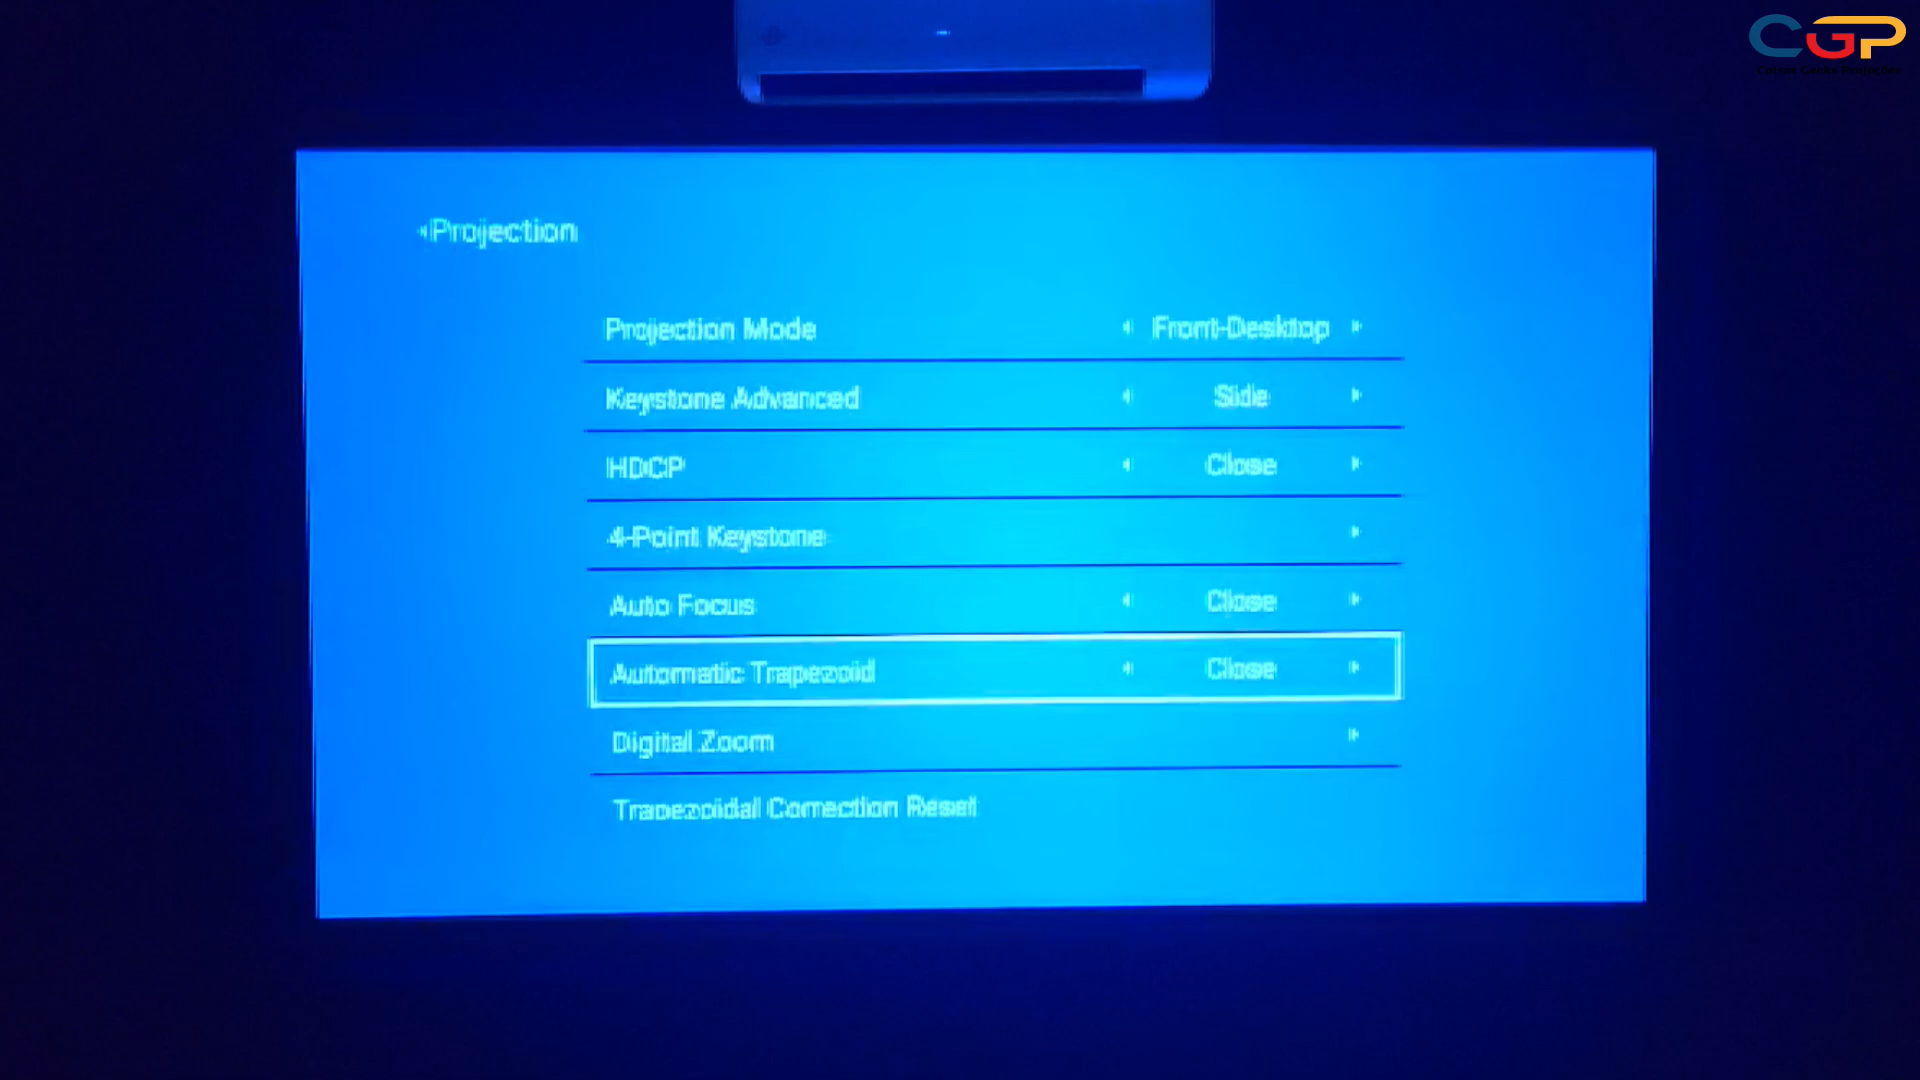 CGP
Projection
Projection Mode Front-Desktop
Keystone Advanced Side
HDCP Close
4-Point Keystone
Auto Focus Close
Automatic Trapezoid Close
Digital Zoom
Trapezoidal Correction Reset